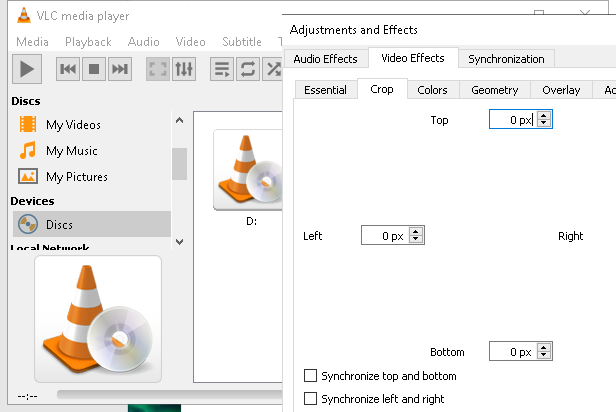 VLC media player
Media Playback Audio Video Subtitle
Discs
My Videos
My Music
My Pictures
Devices
Discs
Local Network
D:
--:--
Adjustments and Effects
Audio Effects Video Effects Synchronization
Essential Crop Colors Geometry Overlay
Top 0 px
Left 0 px Right
Bottom 0 px
Synchronize top and bottom
Synchronize left and right